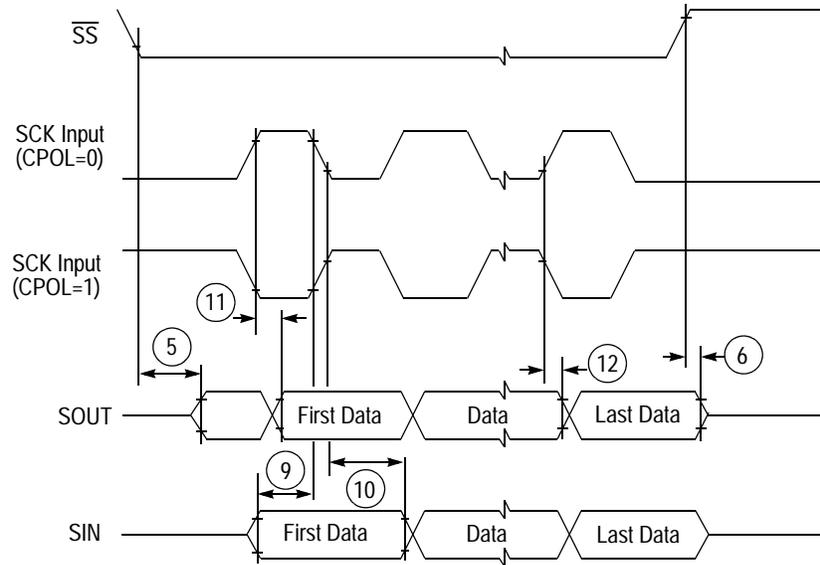 SS
SCK Input
(CPOL=0)
SCK Input
(CPOL=1)
11
5
12
6
SOUT
First Data
Data
Last Data
9
10
SIN
First Data
Data
Last Data